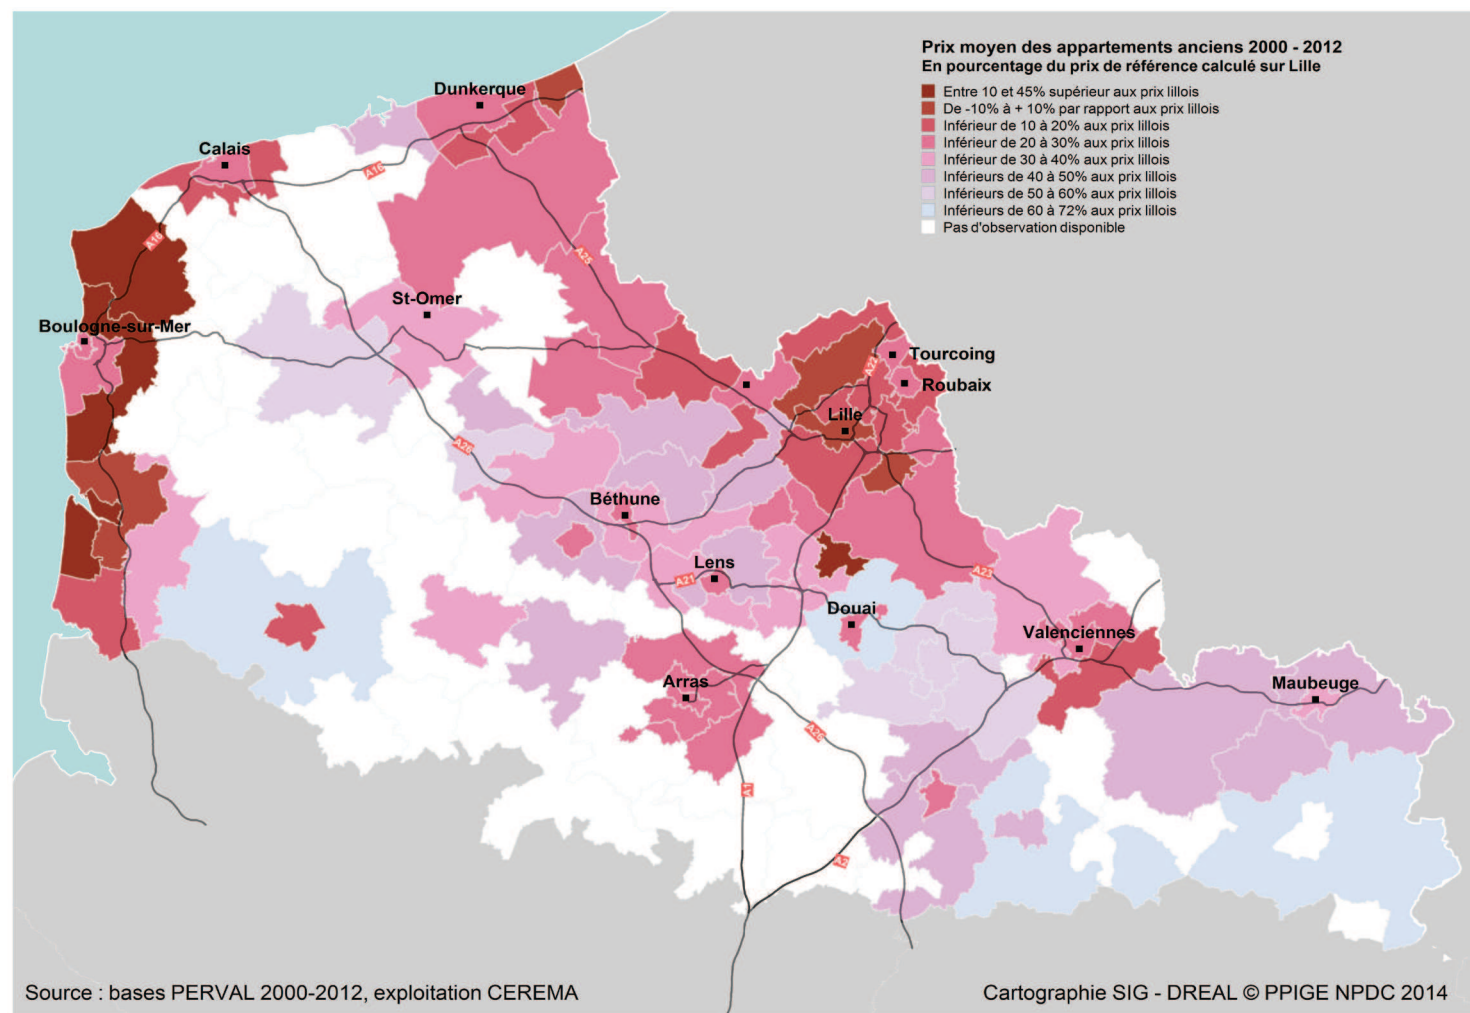 Prix moyen des appartements anciens 2000 - 2012
En pourcentage du prix de référence calculé sur Lille
Entre 10 et 45% supérieur aux prix lillois
De -10% à + 10% par rapport aux prix lillois
Inférieur de 10 à 20% aux prix lillois
Inférieur de 20 à 30% aux prix lillois
Inférieur de 30 à 40% aux prix lillois
Inférieurs de 40 à 50% aux prix lillois
Inférieurs de 50 à 60% aux prix lillois
Inférieurs de 60 à 72% aux prix lillois
Pas d'observation disponible
Dunkerque
Calais
A16
A16
A25
St-Omer
Boulogne-sur-Mer
Tourcoing
A22
Roubaix
Lille
A26
Béthune
Lens
A21
A23
Douai
Valenciennes
Arras
Maubeuge
A26
A1
A2
Source : bases PERVAL 2000-2012, exploitation CEREMA
Cartographie SIG - DREAL © PPIGE NPDC 2014